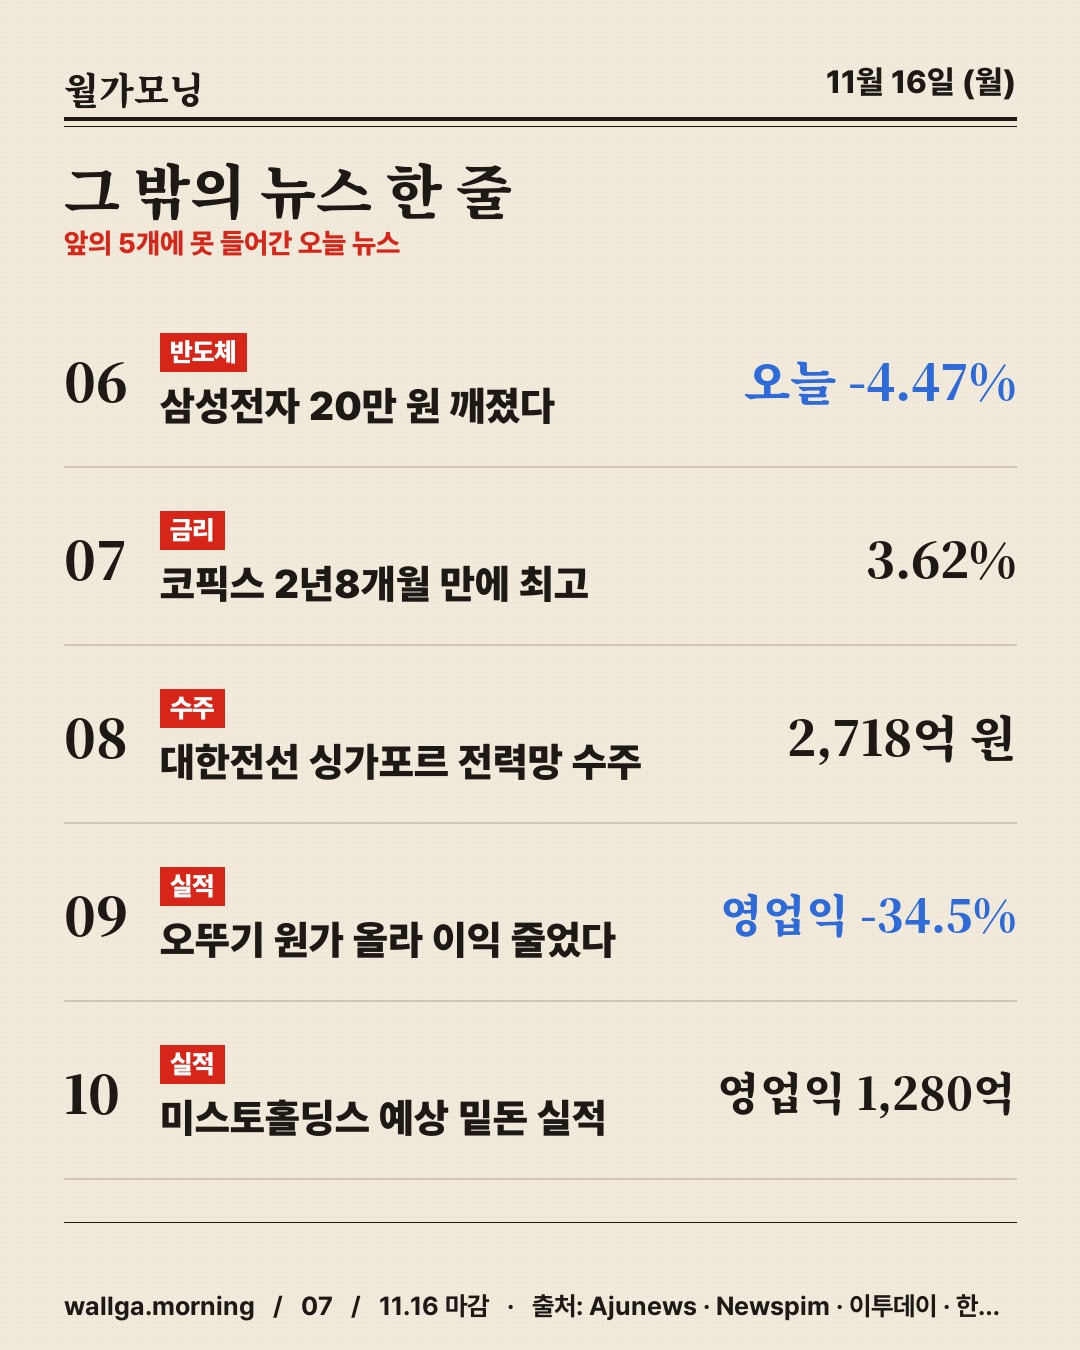 월가모닝
11월 16일 (월)
그 밖의 뉴스 한 줄
앞의 5개에 못 들어간 오늘 뉴스
06
반도체
삼성전자 20만 원 깨졌다
오늘 -4.47%
07
금리
코픽스 2년8개월 만에 최고
3.62%
08
수주
대한전선 싱가포르 전력망 수주
2,718억 원
09
실적
오뚜기 원가 올라 이익 줄었다
영업익 -34.5%
10
실적
미스토홀딩스 예상 밑돈 실적
영업익 1,280억
wallga.morning / 07 / 11.16 마감 · 출처: Ajunews · Newspim · 이투데이 · 한...